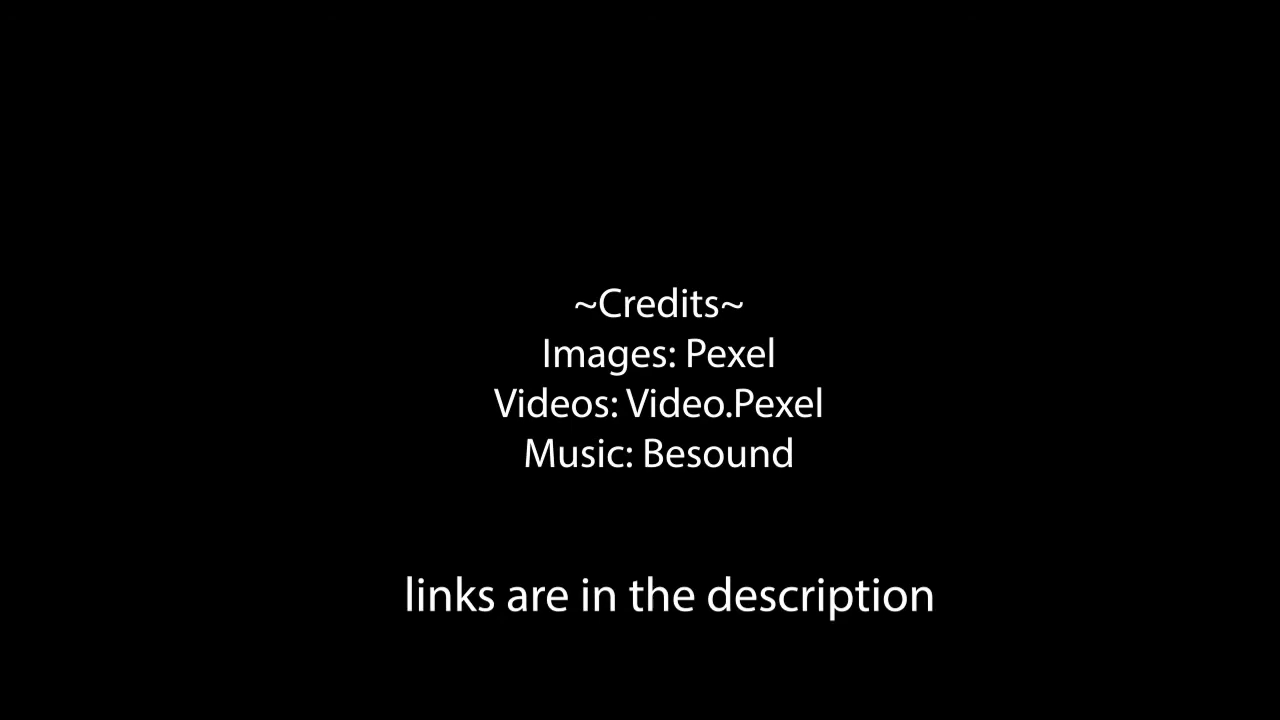 ~Credits~
Images: Pexel
Videos: Video.Pexel
Music: Besound
links are in the description